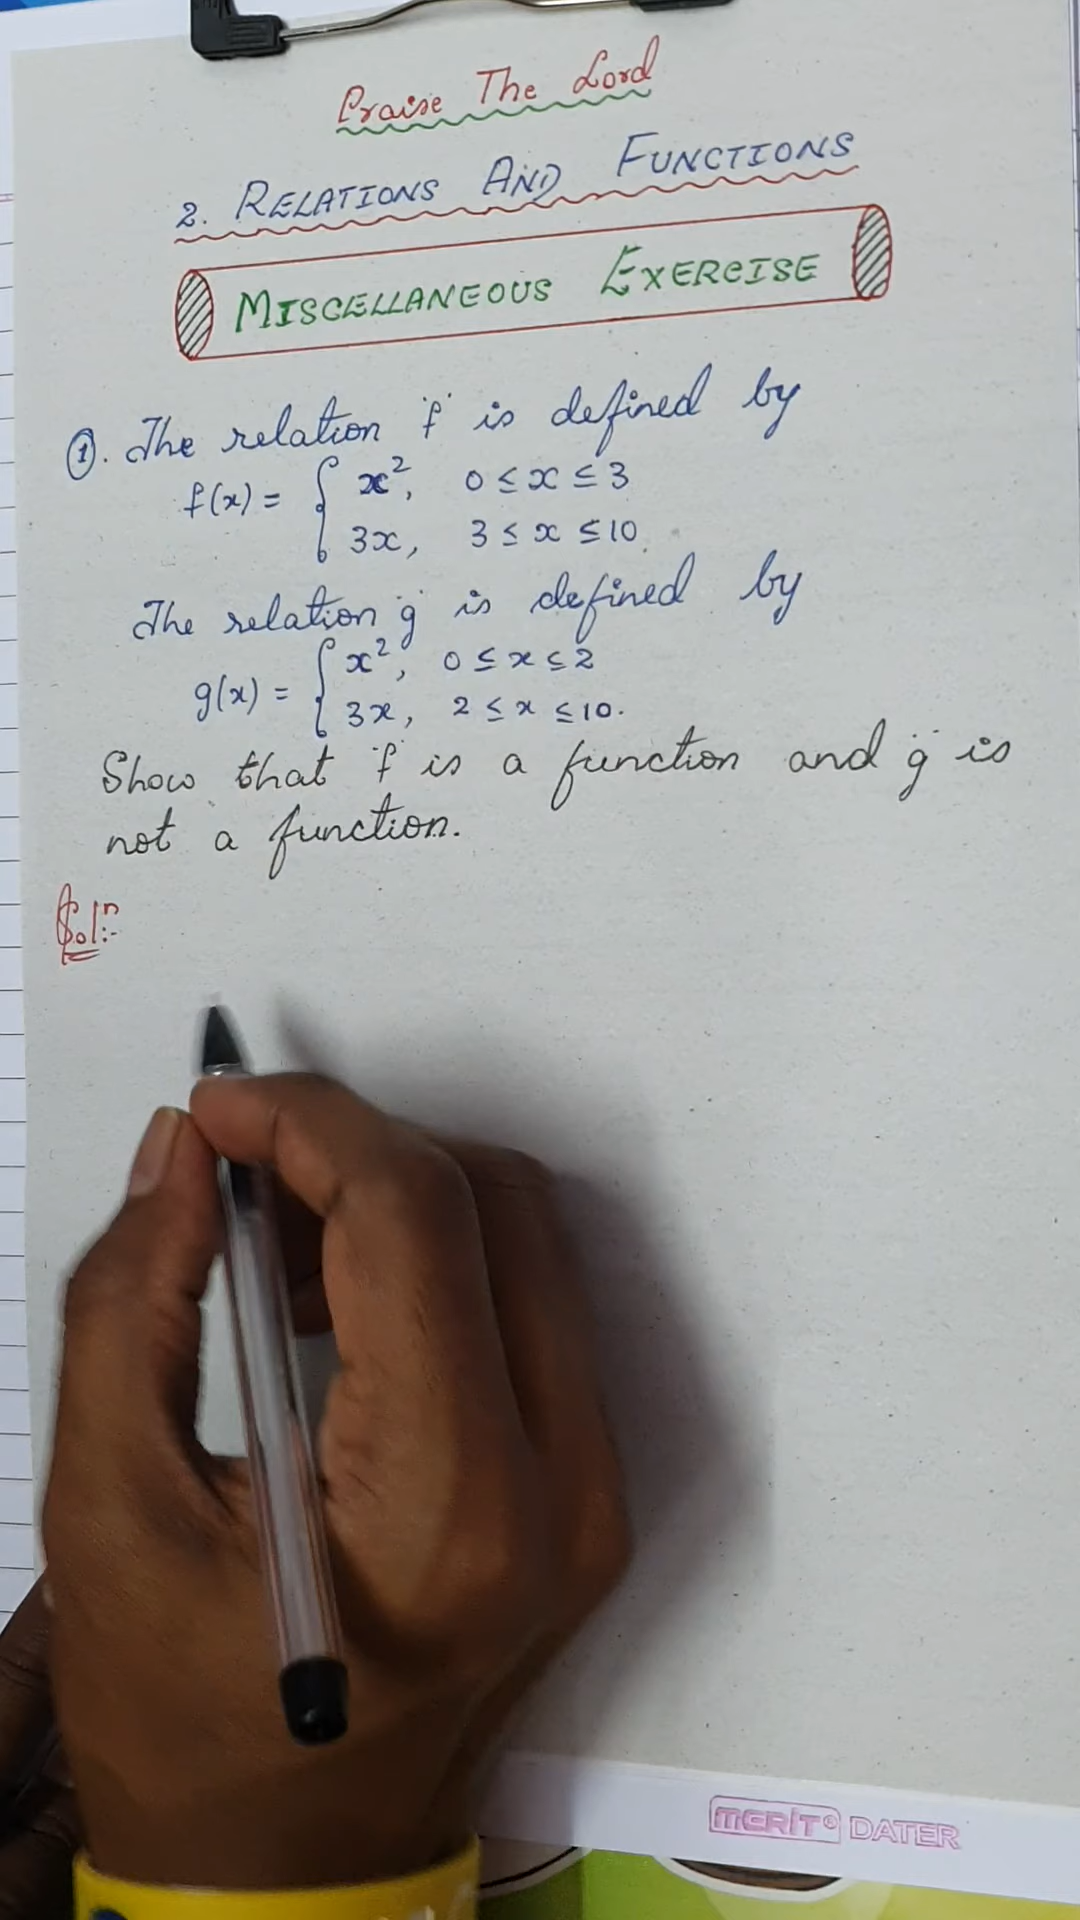 Praise The Lord
2. RELATIONS AND FUNCTIONS
MISCELLANEOUS EXERCISE
①. The relation 'f' is defined by
f(x) = { x², 0 ≤ x ≤ 3
3x, 3 ≤ x ≤ 10.
The relation 'g' is defined by
g(x) = { x², 0 ≤ x ≤ 2
3x, 2 ≤ x ≤ 10.
Show that 'f' is a function and 'g' is
not a function.
Solⁿ:-
merit® DATER